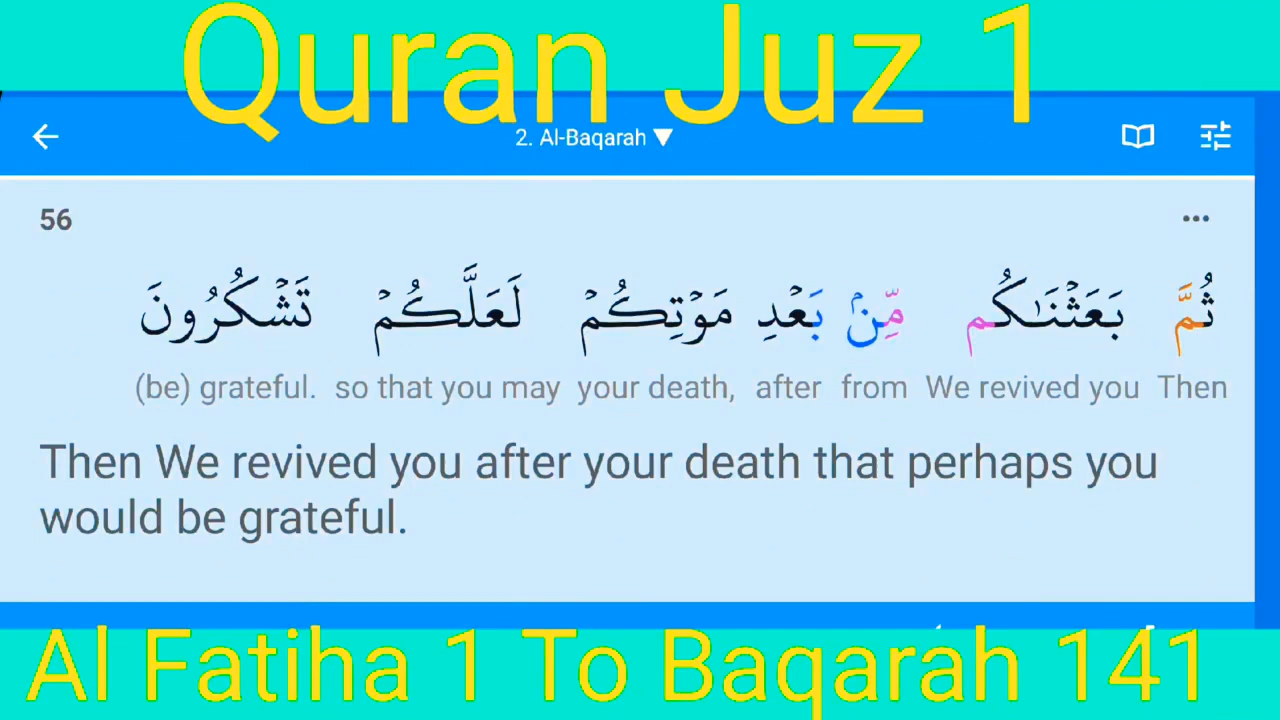 Quran Juz 1
2. Al-Baqarah ▼
56
ثُمَّ بَعَثْنَـٰكُم مِّنۢ بَعْدِ مَوْتِكُمْ لَعَلَّكُمْ تَشْكُرُونَ
(be) grateful. so that you may your death, after from We revived you Then
Then We revived you after your death that perhaps you
would be grateful.
Al Fatiha 1 To Baqarah 141